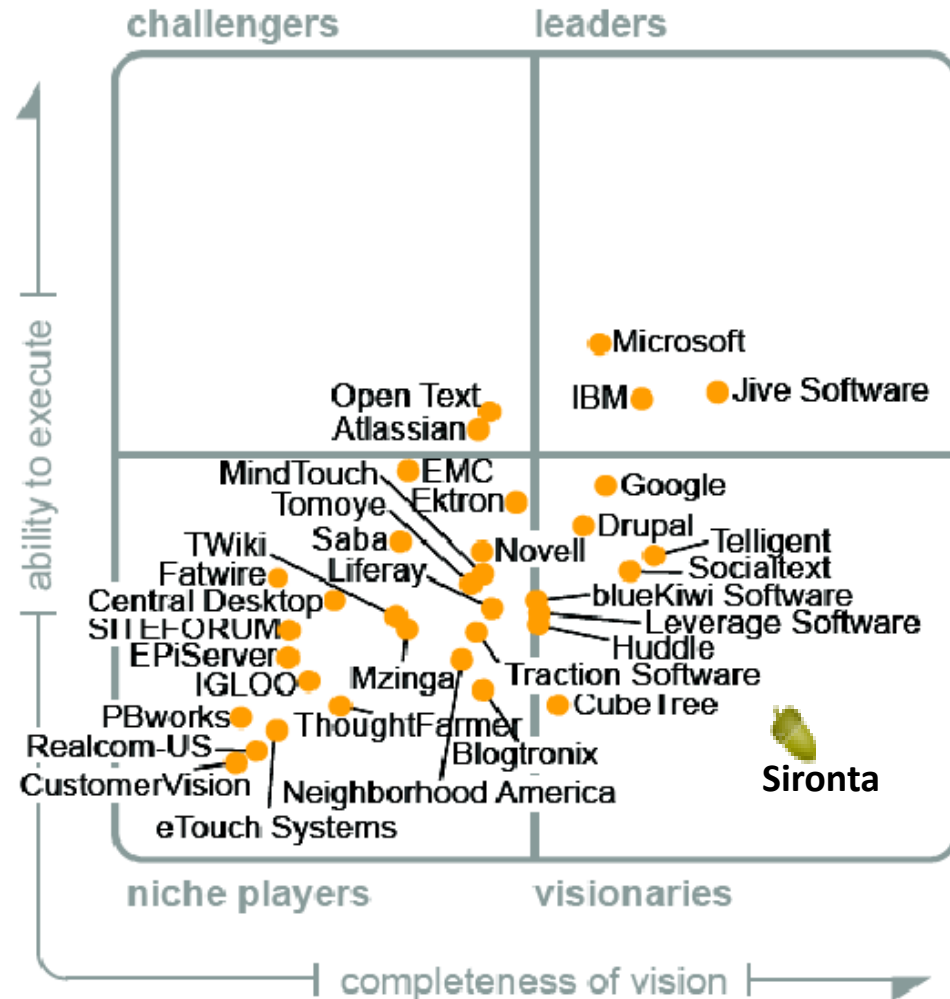 challengers
leaders
ability to execute
Microsoft
Jive Software
IBM
Open Text
Atlassian
MindTouch
EMC
Google
Tomoye
Ektron
Drupal
TWiki
Saba
Novell
Telligent
Fatwire
Liferay
Socialtext
Central Desktop
blueKiwi Software
SITEFORUM
Leverage Software
Huddle
EPiServer
IGLOO
Mzinga
Traction Software
PBworks
ThoughtFarmer
CubeTree
Realcom-US
Blogtronix
CustomerVision
Neighborhood America
Sironta
eTouch Systems
niche players
visionaries
completeness of vision